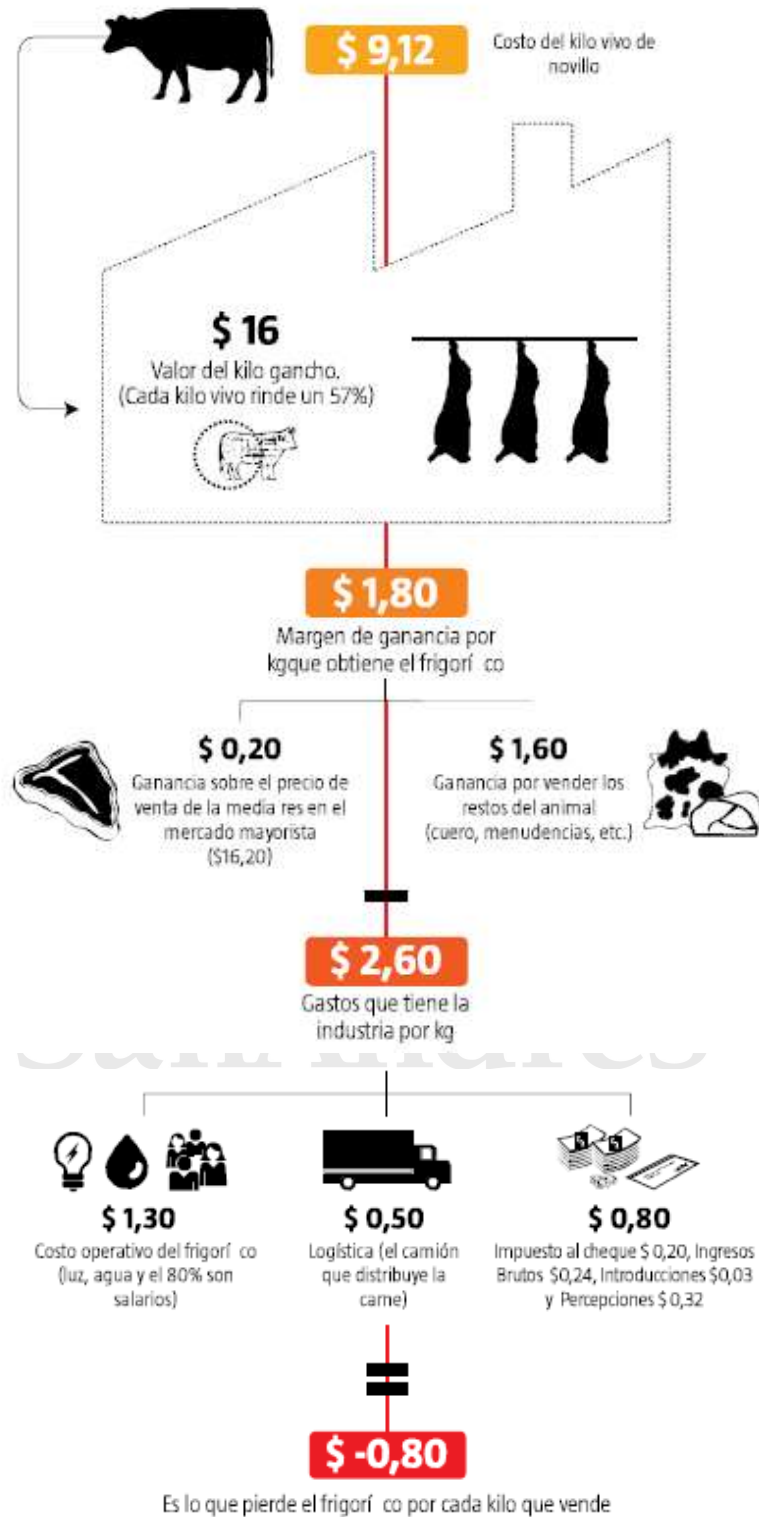 $ 9,12
Costo del kilo vivo de
novillo
$ 16
Valor del kilo gancho.
(Cada kilo vivo rinde un 57%)
$ 1,80
Margen de ganancia por
kgque obtiene el frigorí co
$ 0,20
Ganancia sobre el precio de
venta de la media res en el
mercado mayorista
($16,20)
$ 1,60
Ganancia por vender los
restos del animal
(cuero, menudencias, etc.)
$ 2,60
Gastos que tiene la
industria por kg
SanAndrés
$ 1,30
Costo operativo del frigorí co
(luz, agua y el 80% son
salarios)
$ 0,50
Logística (el camión
que distribuye la
carne)
$ 0,80
Impuesto al cheque $ 0,20, Ingresos
Brutos $0,24, Introducciones $0,03
y Percepciones $ 0,32
$ -0,80
Es lo que pierde el frigorí co por cada kilo que vende